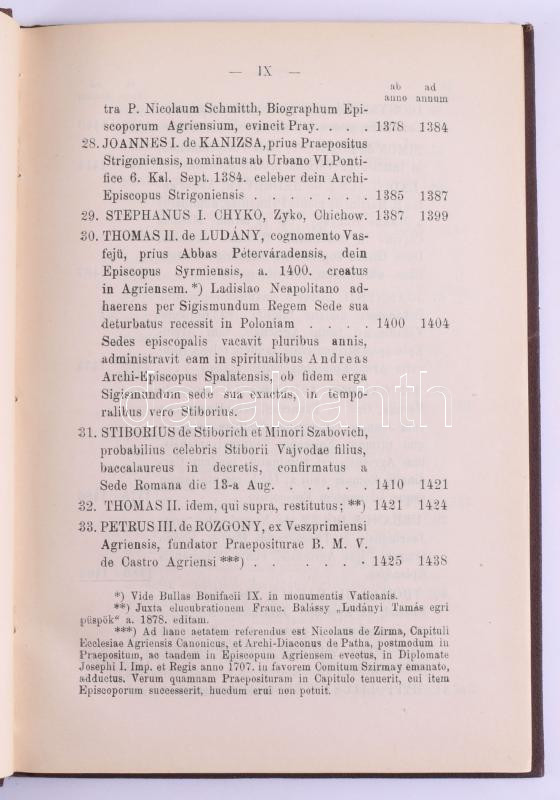 — IX —
ab ad
anno annum
tra P. Nicolaum Schmitth, Biographum Epi-
scoporum Agriensium, evincit Pray. . . . 1378 1384
28. JOANNES I. de KANIZSA, prius Praepositus
Strigoniensis, nominatus ab Urbano VI. Ponti-
fice 6. Kal. Sept. 1384. celeber dein Archi-
Episcopus Strigoniensis . . . . . . . 1385 1387
29. STEPHANUS I. CHYKO, Zyko, Chichow. 1387 1399
30. THOMAS II. de LUDÁNY, cognomento Vas-
fejü, prius Abbas Péterváradensis, dein
Episcopus Syrmiensis, a. 1400. creatus
in Agriensem. *) Ladislao Neapolitano ad-
haerens per Sigismundum Regem Sede sua
deturbatus recessit in Poloniam . . . . 1400 1404
Sedes episcopalis vacavit pluribus annis,
administravit eam in spiritualibus Andreas
Archi-Episcopus Spalatensis, ob fidem erga
Sigismundum sede sua exactus, in tempo-
ralibus vero Stiborius.
31. STIBORIUS de Stiborich et Minori Szabovich,
probabilius celebris Stiborii Vajvodae filius,
baccalaureus in decretis, confirmatus a
Sede Romana die 13-a Aug. . . . . . . 1410 1421
32. THOMAS II. idem, qui supra, restitutus; **) 1421 1424
33. PETRUS III. de ROZGONY, ex Veszprimiensi
Agriensis, fundator Praepositurae B. M. V.
de Castro Agriensi ***) . . . . . . 1425 1438
*) Vide Bullas Bonifacii IX. in monumentis Vaticanis.
**) Juxta elucubrationem Franc. Balássy „Ludányi Tamás egri
püspök“ a. 1878. editam.
***) Ad hanc aetatem referendus est Nicolaus de Zirma, Capituli
Ecclesiae Agriensis Canonicus, et Archi-Diaconus de Patha, postmodum in
Praepositum, ac tandem in Episcopum Agriensem evectus, in Diplomate
Josephi I. Imp. et Regis anno 1707. in favorem Comitum Szirmay emanato,
adductus. Verum quamnam Praeposituram in Capitulo tenuerit, cui item
Episcoporum successerit, hucdum erui non potuit.
darabanth